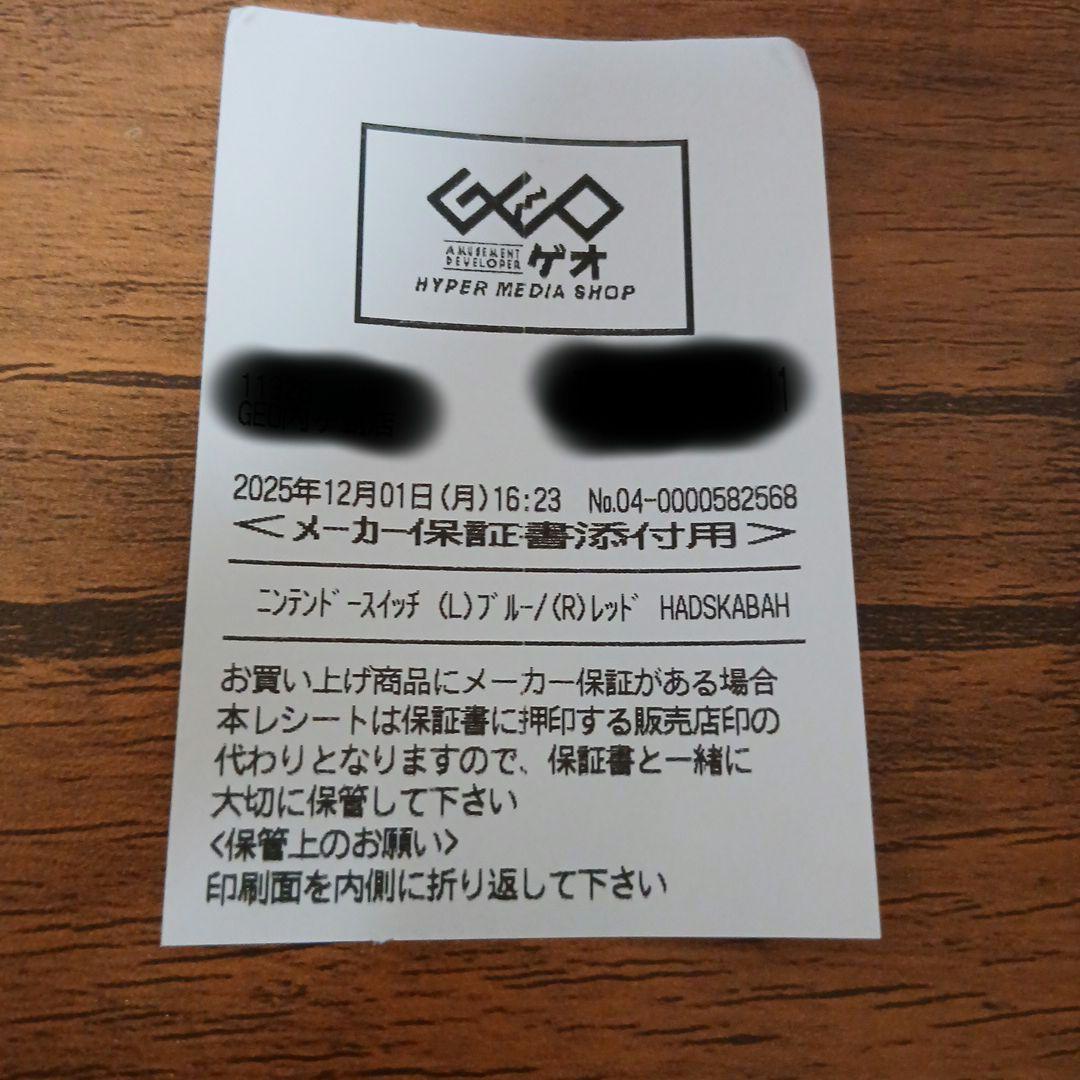 GEO
AMUSEMENT
DEVELOPER
ゲオ
HYPER MEDIA SHOP
2025年12月01日(月)16:23 №04-0000582568
＜メーカー保証書添付用＞
ﾆﾝﾃﾝﾄﾞｰｽｲｯﾁ (L)ﾌﾞﾙｰ/(R)ﾚｯﾄﾞ HADSKABAH
お買い上げ商品にメーカー保証がある場合
本レシートは保証書に押印する販売店印の
代わりとなりますので、保証書と一緒に
大切に保管して下さい
<保管上のお願い>
印刷面を内側に折り返して下さい